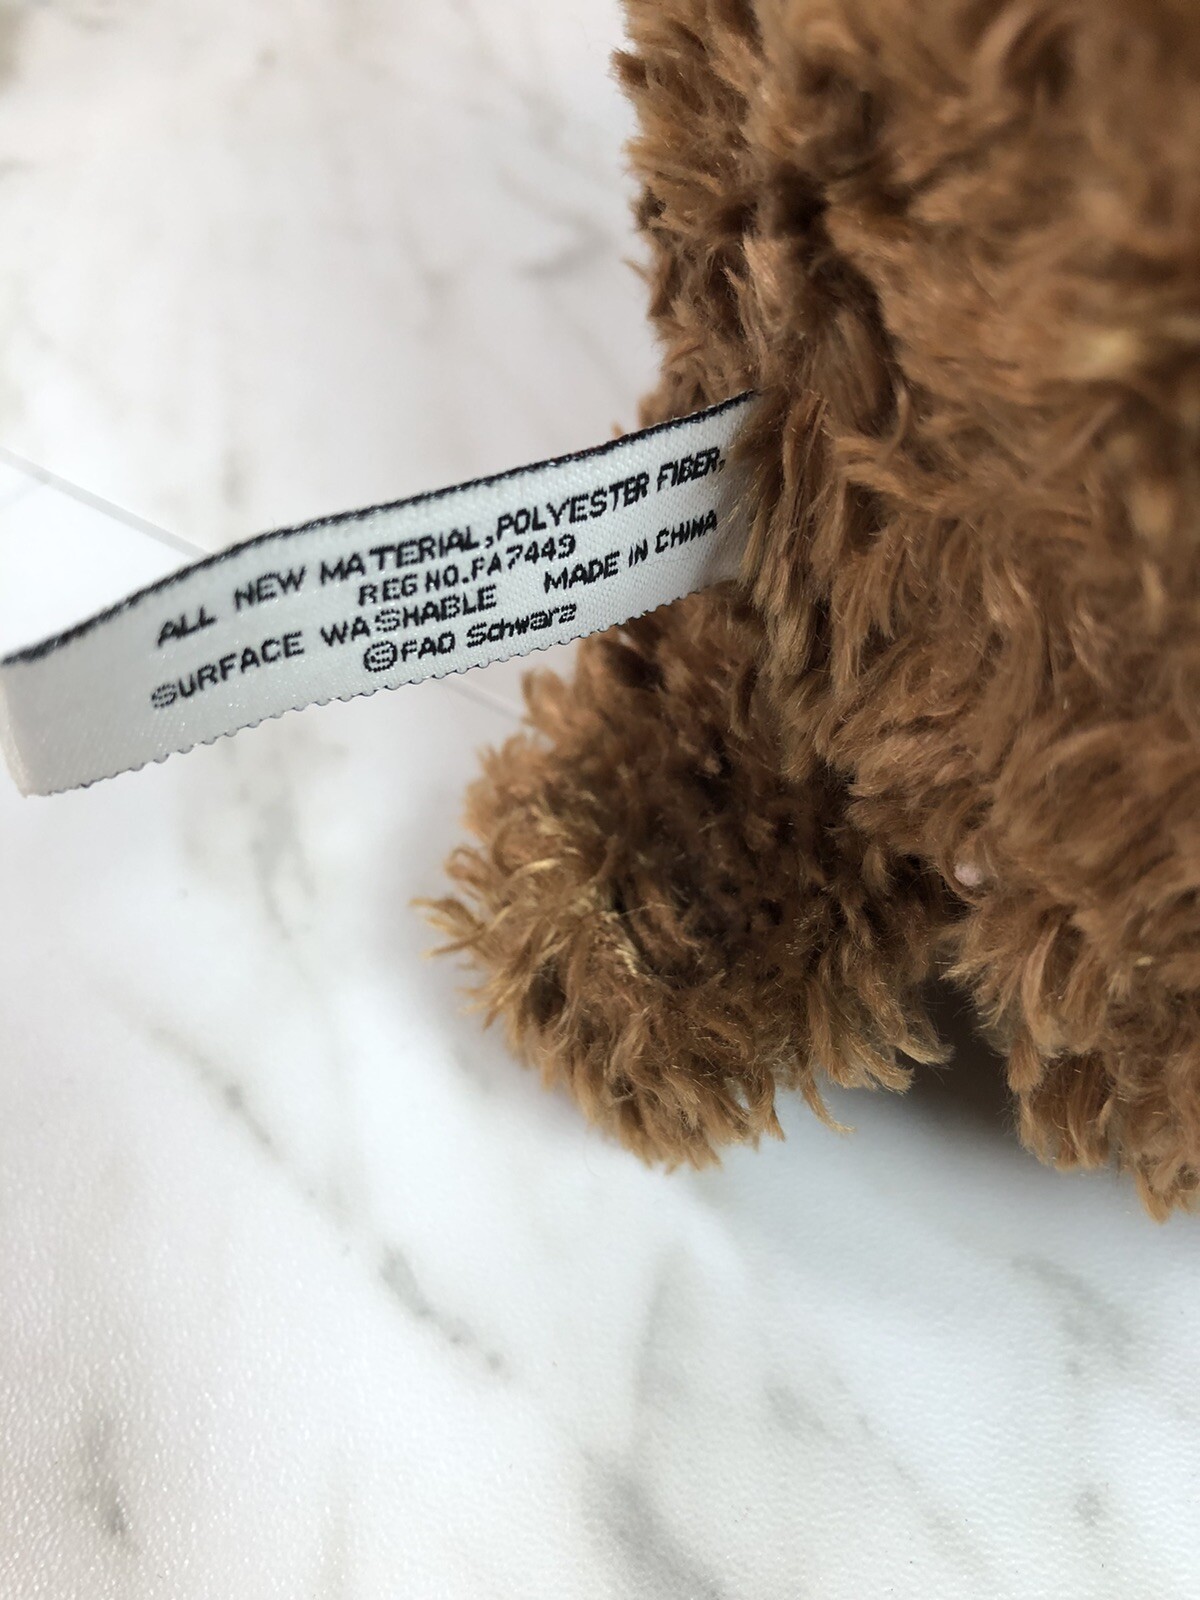 ALL NEW MATERIAL,POLYESTER FIBER,
REG NO.PA7449
SURFACE WASHABLE MADE IN CHINA
©FAO Schwarz